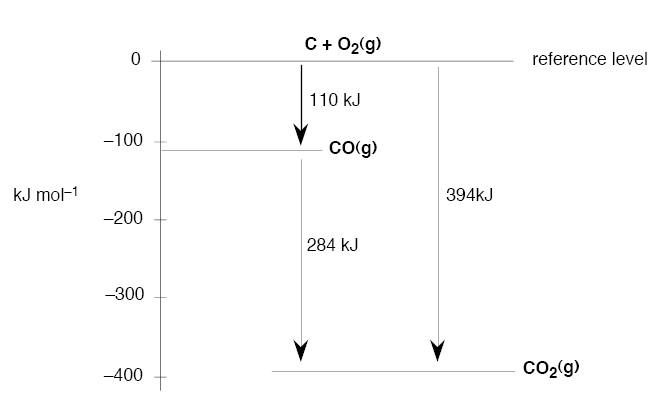 C + O₂(g)
0
reference level
110 kJ
–100
CO(g)
kJ mol⁻¹
394kJ
–200
284 kJ
–300
–400
CO₂(g)